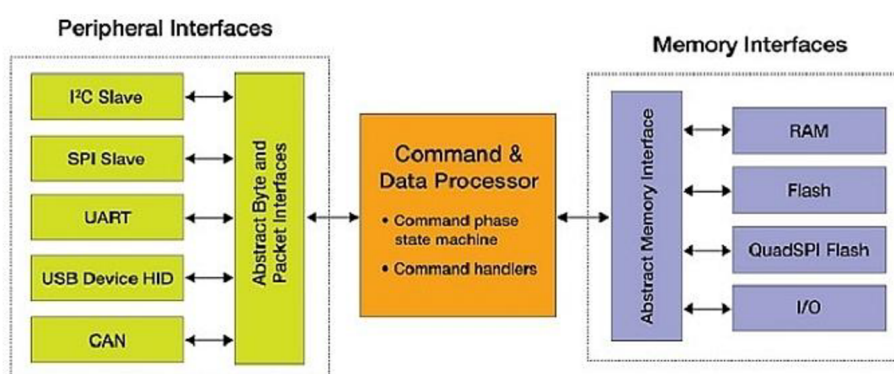 Peripheral Interfaces
I²C Slave
SPI Slave
UART
USB Device HID
CAN
Abstract Byte and
Packet Interfaces
Command &
Data Processor
• Command phase
state machine
• Command handlers
Memory Interfaces
Abstract Memory Interface
RAM
Flash
QuadSPI Flash
I/O